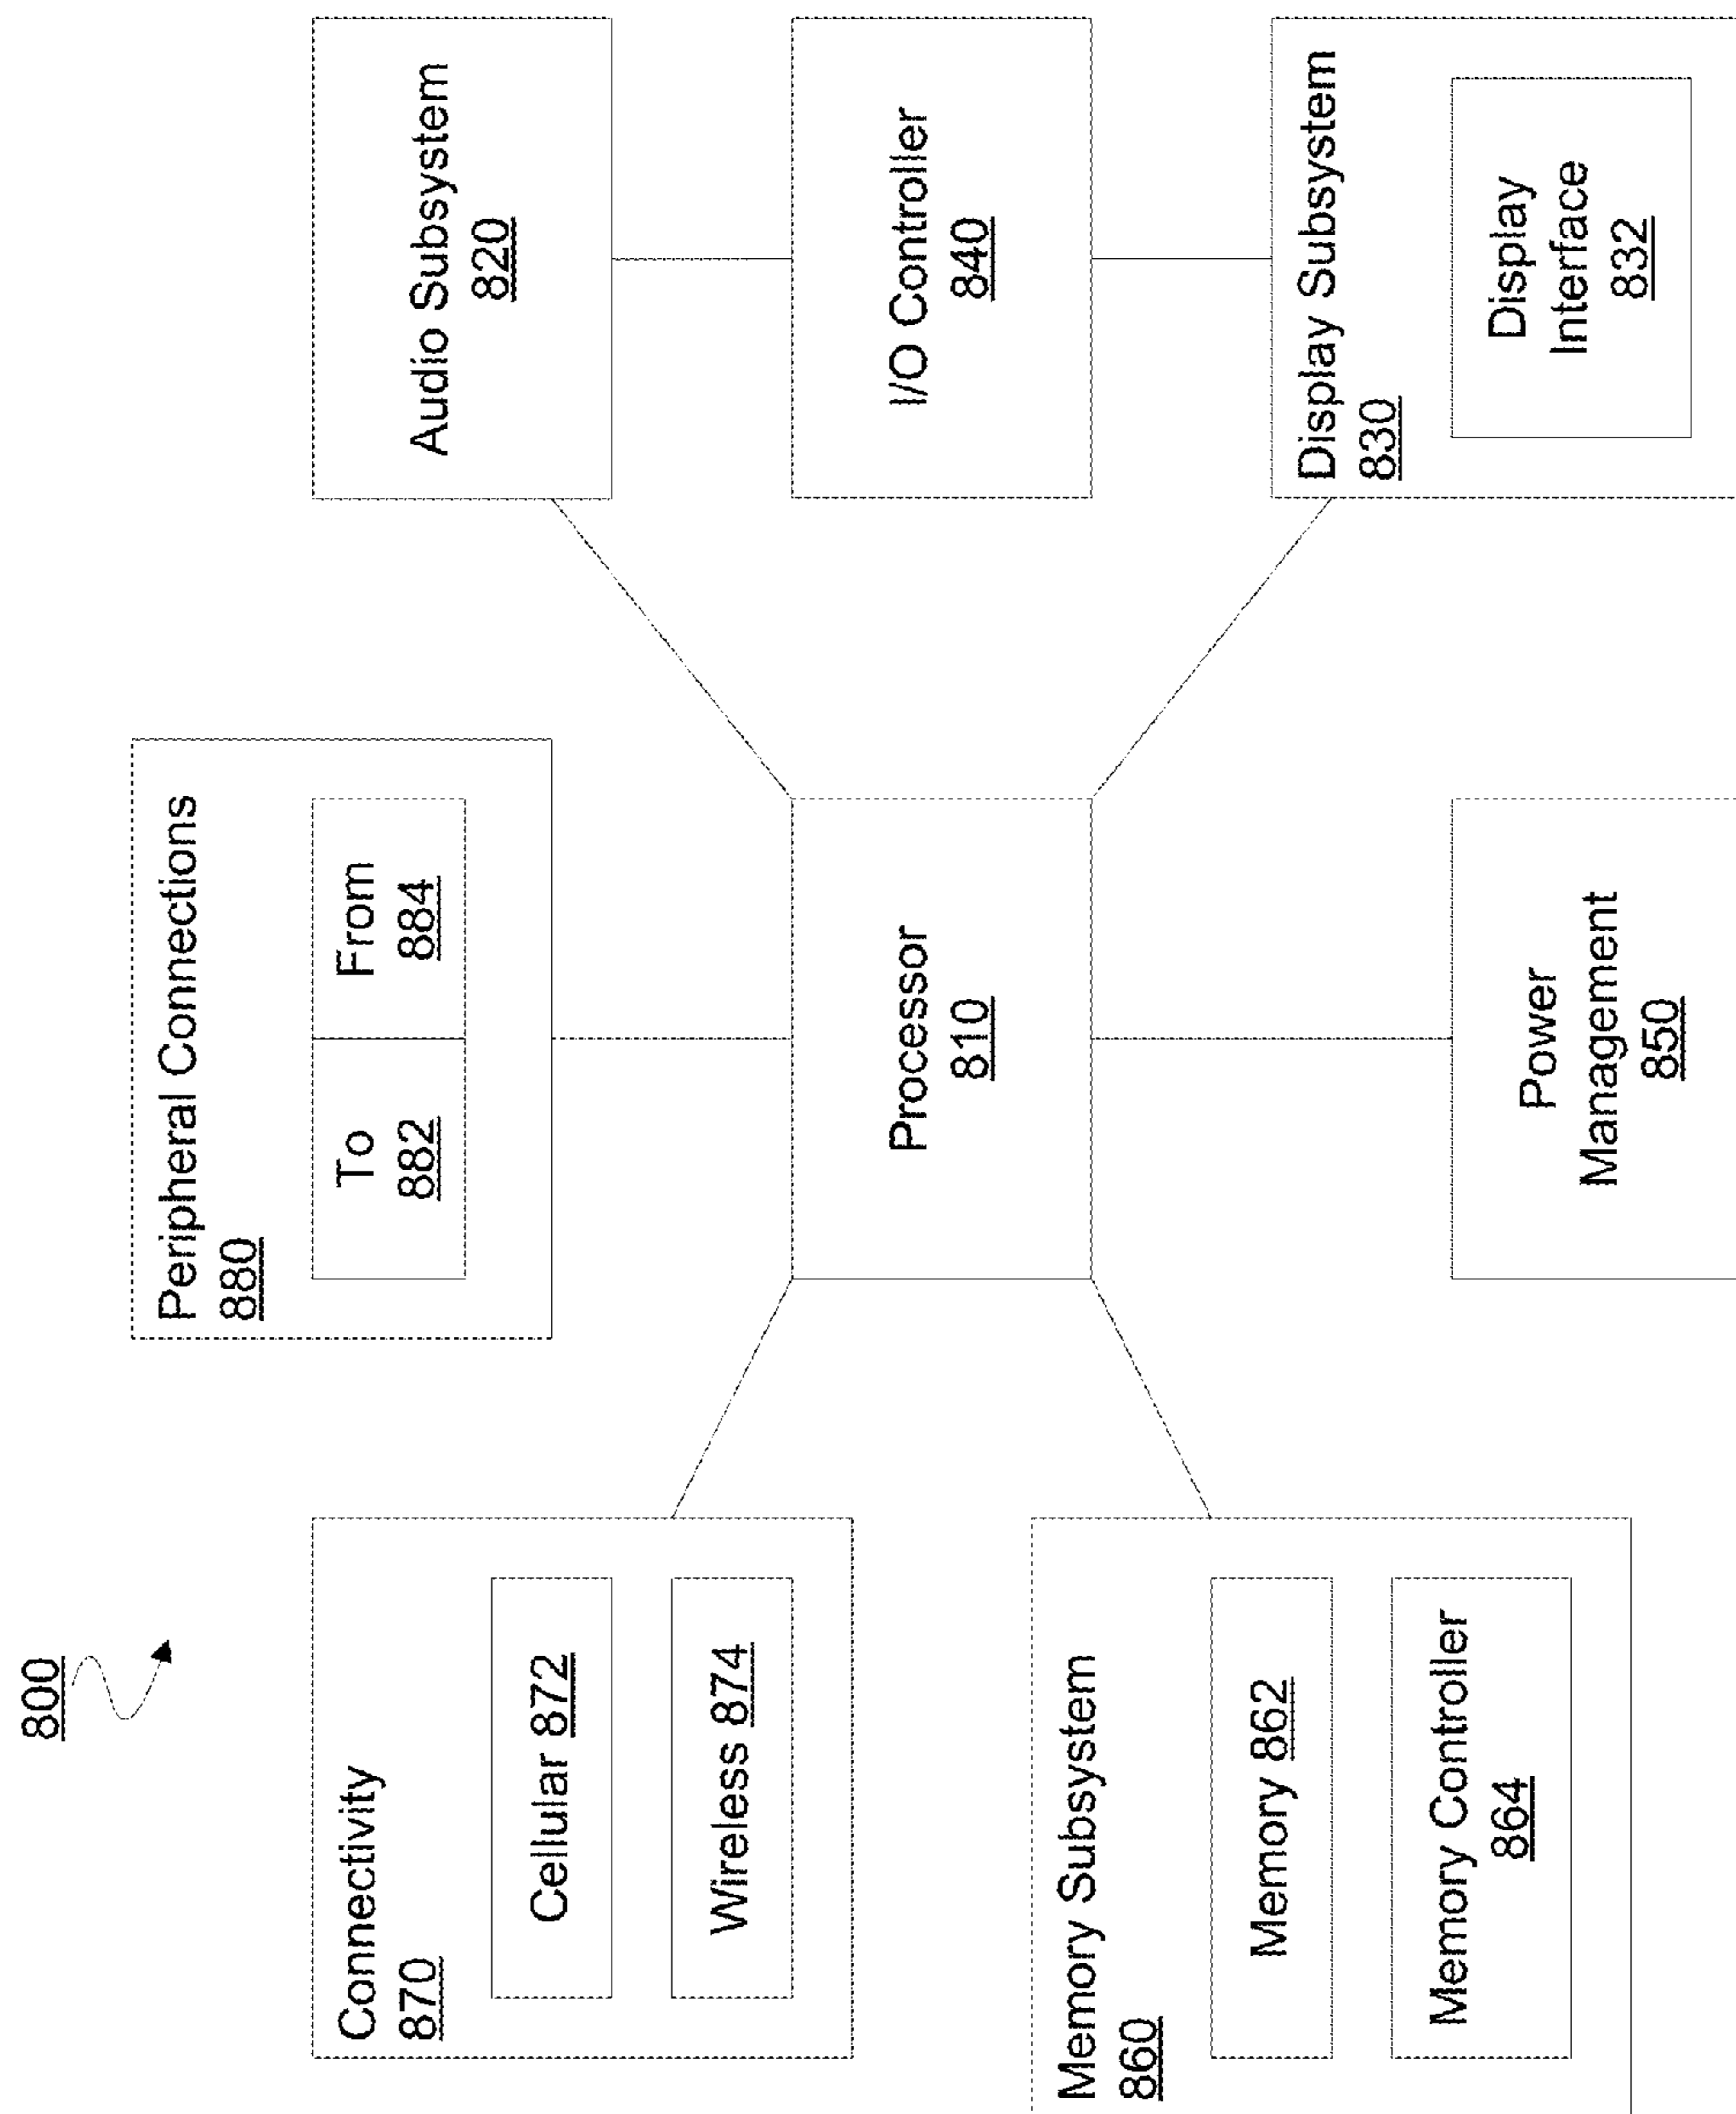 800
Connectivity
870
Cellular 872
Wireless 874
Memory Subsystem
860
Memory 862
Memory Controller
864
Peripheral Connections
880
To
882
From
884
Processor
810
Power
Management
850
Audio Subsystem
820
I/O Controller
840
Display Subsystem
830
Display
Interface
832